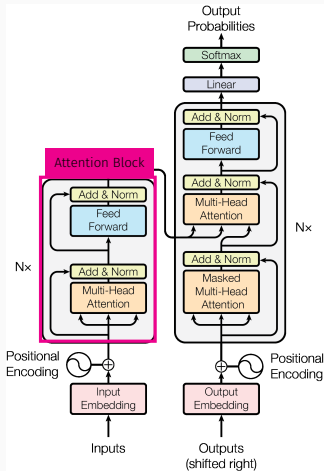 Output
Probabilities
Softmax
Linear
Add & Norm
Feed
Forward
Add & Norm
Multi-Head
Attention
Nx
Add & Norm
Masked
Multi-Head
Attention
Positional
Encoding
Output
Embedding
Outputs
(shifted right)
Attention Block
Add & Norm
Feed
Forward
Nx
Add & Norm
Multi-Head
Attention
Positional
Encoding
Input
Embedding
Inputs